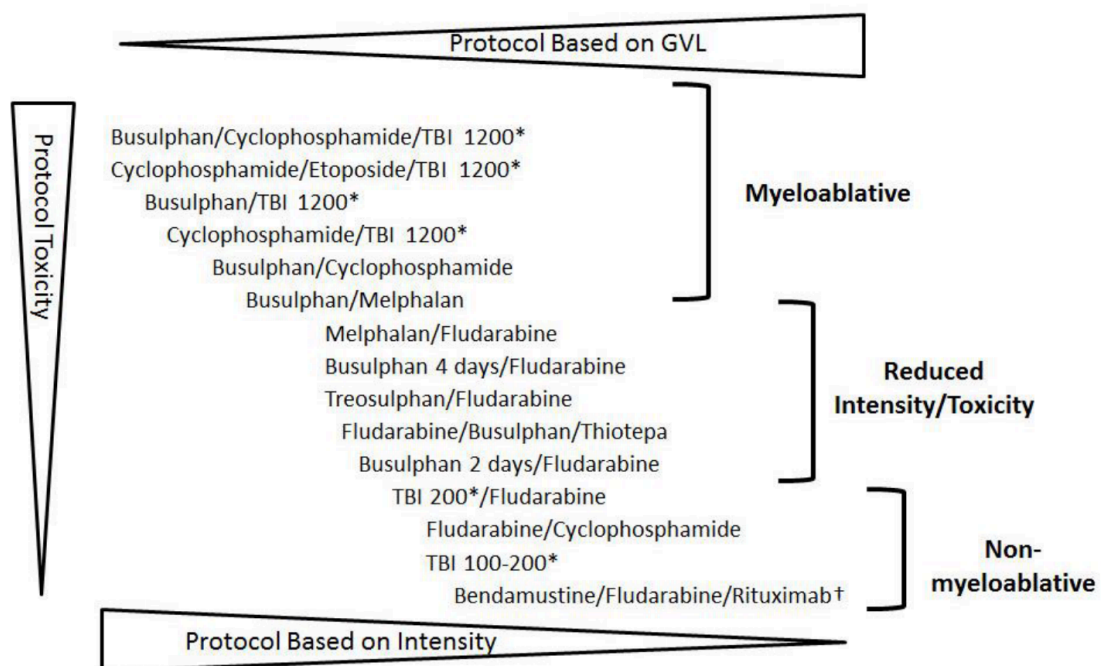 Protocol Based on GVL
Protocol Toxicity
Busulphan/Cyclophosphamide/TBI 1200*
Cyclophosphamide/Etoposide/TBI 1200*
Busulphan/TBI 1200*
Cyclophosphamide/TBI 1200*
Busulphan/Cyclophosphamide
Busulphan/Melphalan
Myeloablative
Melphalan/Fludarabine
Busulphan 4 days/Fludarabine
Treosulphan/Fludarabine
Fludarabine/Busulphan/Thiotepa
Busulphan 2 days/Fludarabine
Reduced
Intensity/Toxicity
TBI 200*/Fludarabine
Fludarabine/Cyclophosphamide
TBI 100-200*
Bendamustine/Fludarabine/Rituximab†
Non-
myeloablative
Protocol Based on Intensity